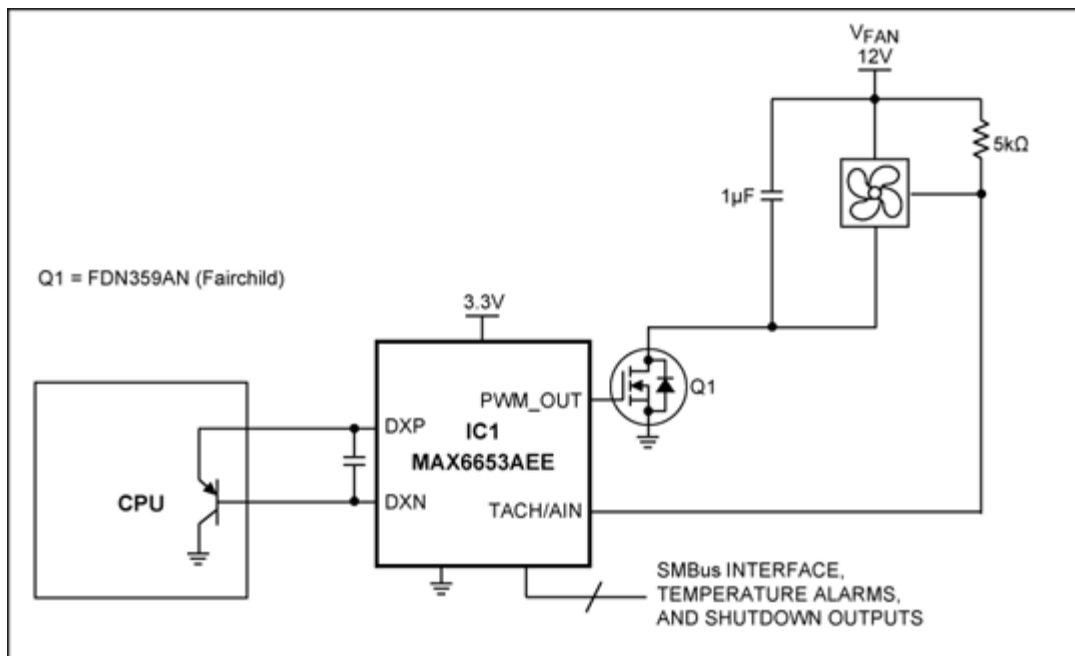 VFAN
12V
5kΩ
1µF
Q1 = FDN359AN (Fairchild)
3.3V
PWM_OUT
Q1
DXP
IC1
MAX6653AEE
CPU
DXN
TACH/AIN
SMBus INTERFACE,
TEMPERATURE ALARMS,
AND SHUTDOWN OUTPUTS